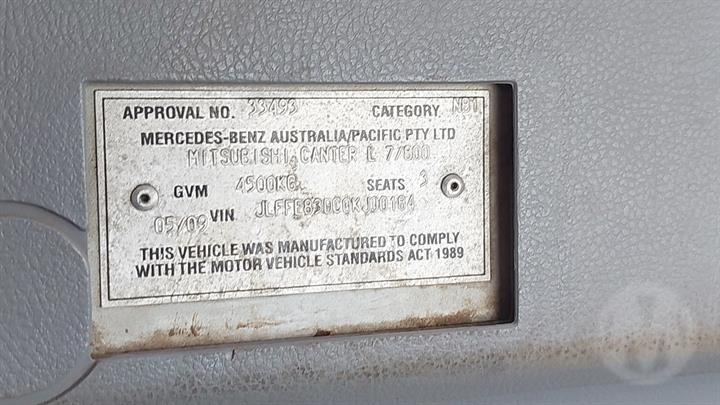 APPROVAL NO. 33493 CATEGORY NB1
MERCEDES-BENZ AUSTRALIA/PACIFIC PTY LTD
MITSUBISHI CANTER L 7/800
GVM 4500KG SEATS 3
05/09 VIN
THIS VEHICLE WAS MANUFACTURED TO COMPLY
WITH THE MOTOR VEHICLE STANDARDS ACT 1989